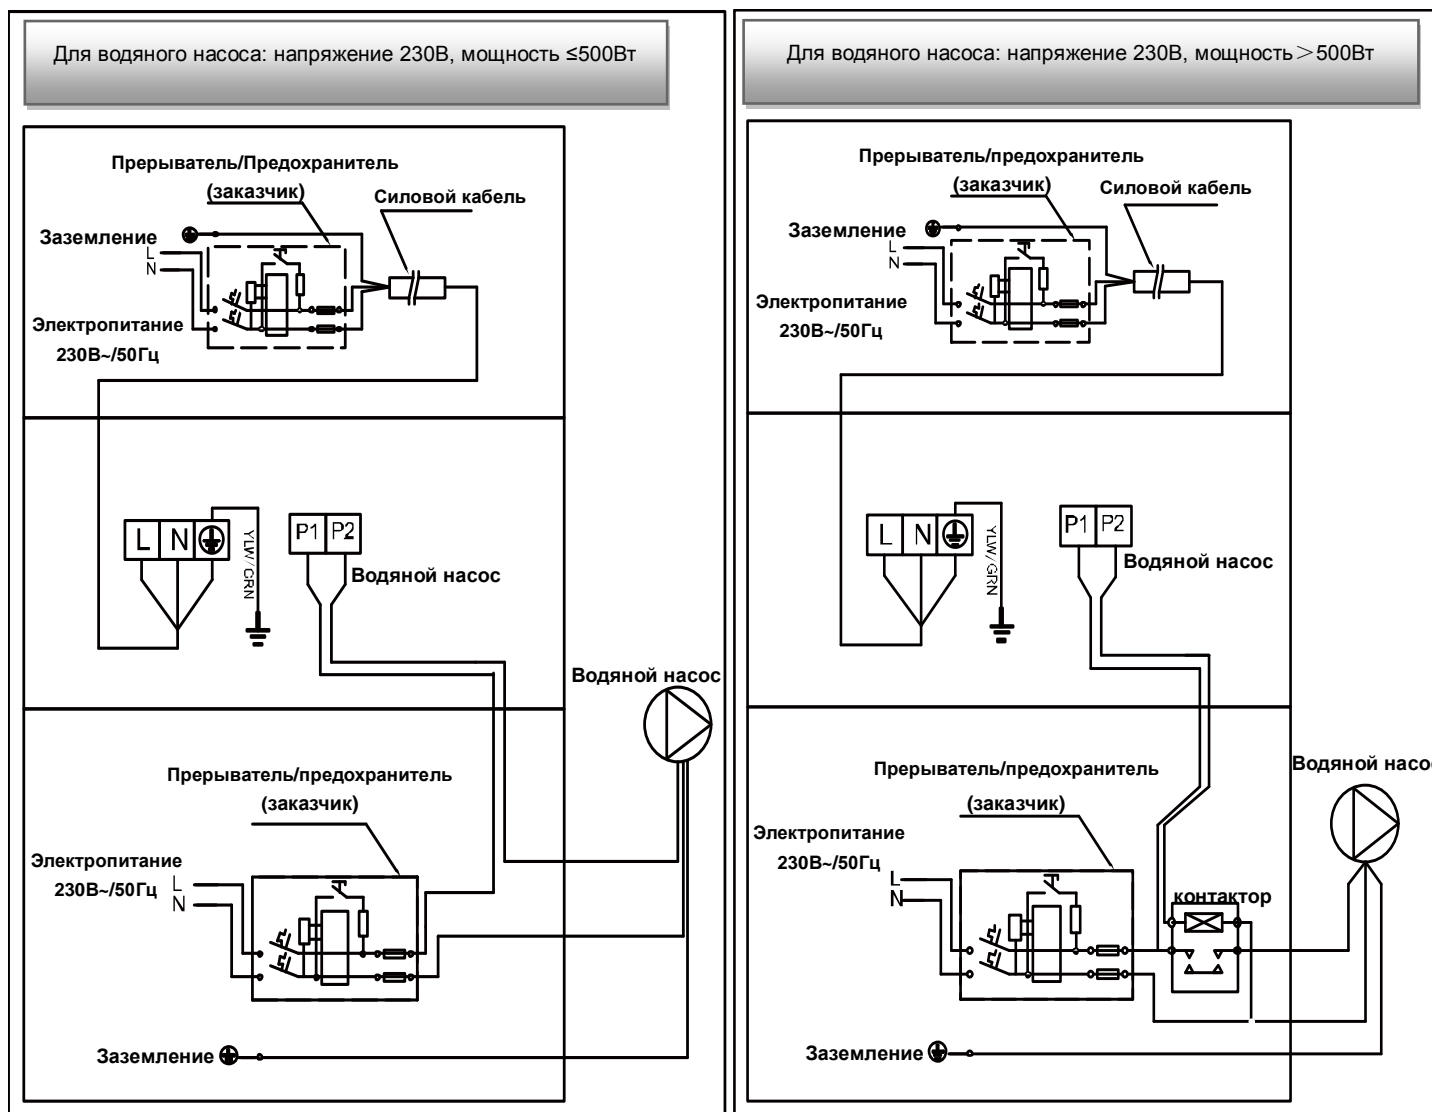 Для водяного насоса: напряжение 230В, мощность ≤500Вт
Прерыватель/Предохранитель
(заказчик)
Силовой кабель
Заземление
L
N
Электропитание
230В~/50Гц
L N
YLW/GRN
P1 P2
Водяной насос
Водяной насос
Прерыватель/предохранитель
(заказчик)
Электропитание
230В~/50Гц
L
N
Заземление
Для водяного насоса: напряжение 230В, мощность＞500Вт
Прерыватель/предохранитель
(заказчик)
Силовой кабель
Заземление
L
N
Электропитание
230В~/50Гц
L N
YLW/GRN
P1 P2
Водяной насос
Водяной насос
Прерыватель/предохранитель
(заказчик)
Электропитание
230В~/50Гц
L
N
контактор
Заземление